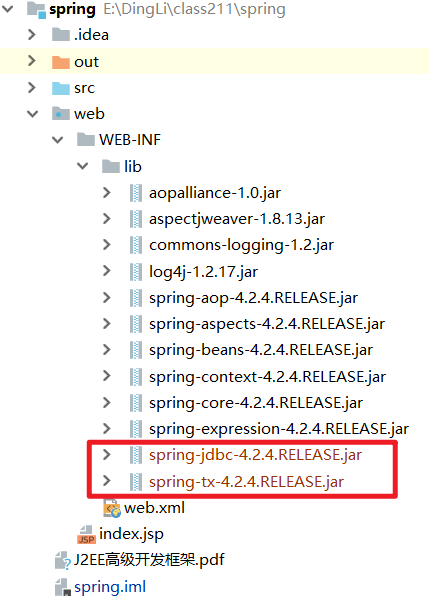 spring E:\DingLi\class211\spring
.idea
out
src
web
WEB-INF
lib
aopalliance-1.0.jar
aspectjweaver-1.8.13.jar
commons-logging-1.2.jar
log4j-1.2.17.jar
spring-aop-4.2.4.RELEASE.jar
spring-aspects-4.2.4.RELEASE.jar
spring-beans-4.2.4.RELEASE.jar
spring-context-4.2.4.RELEASE.jar
spring-core-4.2.4.RELEASE.jar
spring-expression-4.2.4.RELEASE.jar
spring-jdbc-4.2.4.RELEASE.jar
spring-tx-4.2.4.RELEASE.jar
web.xml
JSP index.jsp
J2EE高级开发框架.pdf
spring.iml